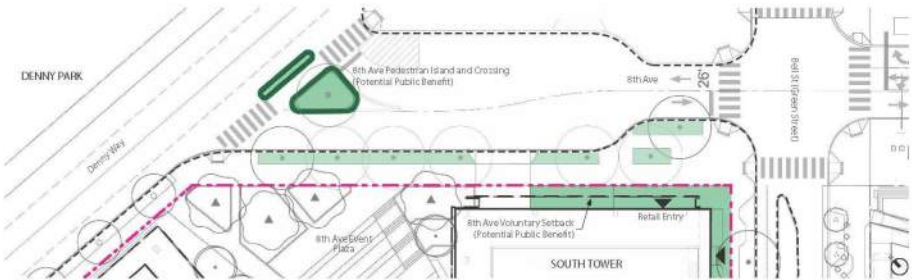 DENNY PARK
8th Ave Pedestrian Island and Crossing
(Potential Public Benefit)
8th Ave
26'
Bell St (Green Street)
Denny Way
8th Ave Event
Plaza
8th Ave Voluntary Setback
(Potential Public Benefit)
Retail Entry
SOUTH TOWER